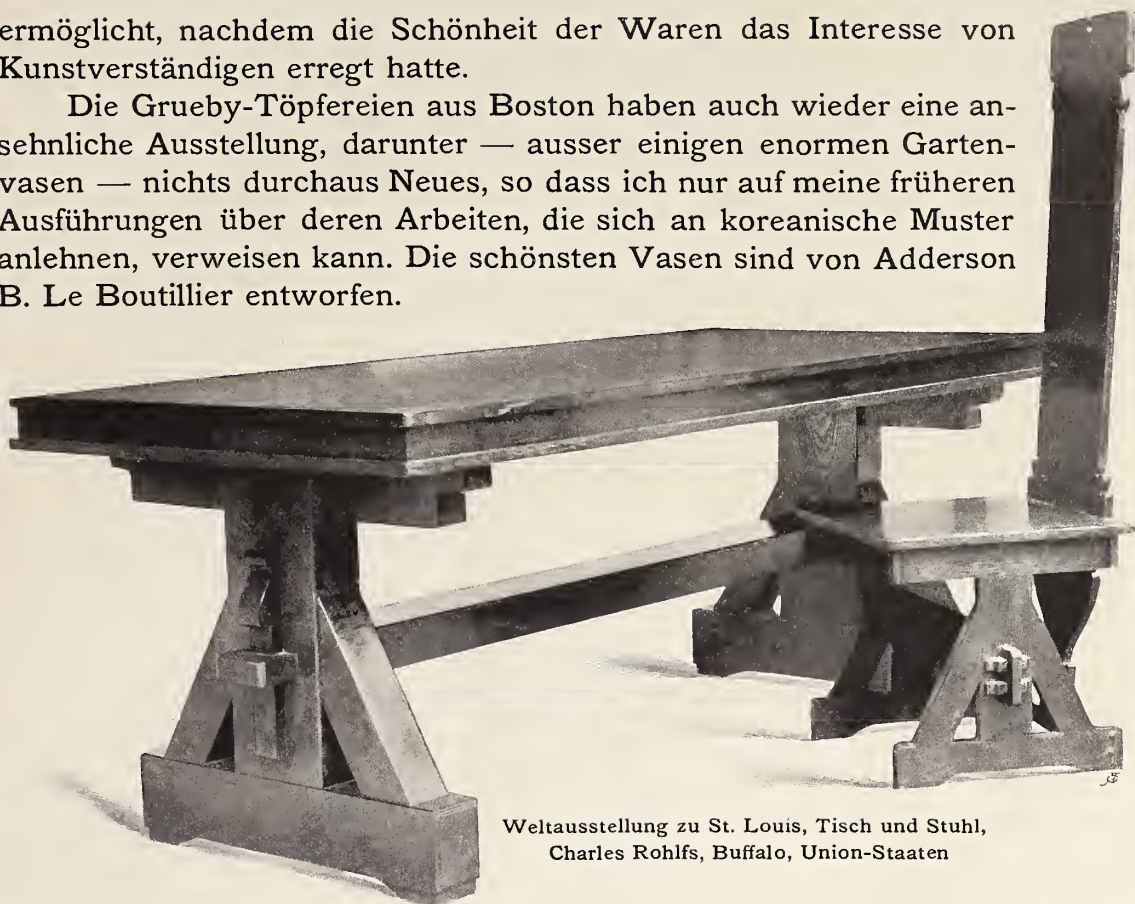 ermöglicht, nachdem die Schönheit der Waren das Interesse von
Kunstverständigen erregt hatte.
Die Grueby-Töpfereien aus Boston haben auch wieder eine an-
sehnliche Ausstellung, darunter — ausser einigen enormen Garten-
vasen — nichts durchaus Neues, so dass ich nur auf meine früheren
Ausführungen über deren Arbeiten, die sich an koreanische Muster
anlehnen, verweisen kann. Die schönsten Vasen sind von Adderson
B. Le Boutillier entworfen.
Weltausstellung zu St. Louis, Tisch und Stuhl,
Charles Rohlfs, Buffalo, Union-Staaten